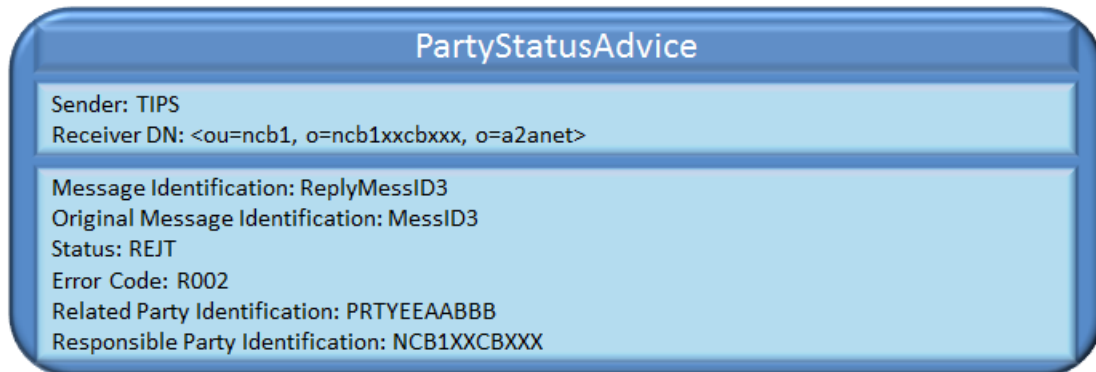 PartyStatusAdvice
Sender: TIPS
Receiver DN: <ou=ncb1, o=ncb1xxcbxxx, o=a2anet>
Message Identification: ReplyMessID3
Original Message Identification: MessID3
Status: REJT
Error Code: R002
Related Party Identification: PRTYEEAABBB
Responsible Party Identification: NCB1XXCBXXX